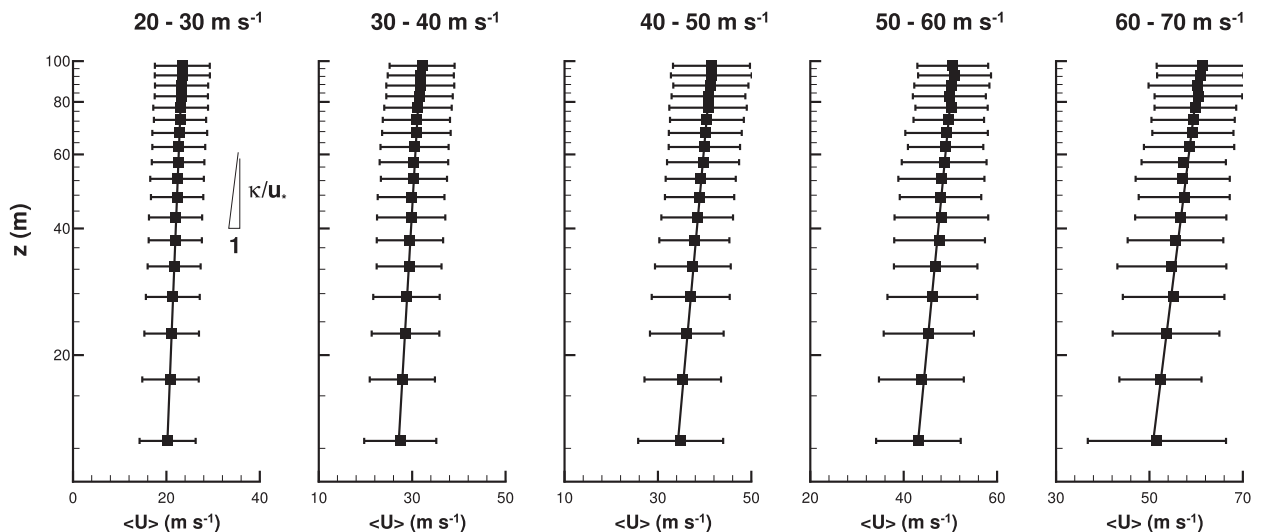 20 - 30 m s-1 30 - 40 m s-1 40 - 50 m s-1 50 - 60 m s-1 60 - 70 m s-1
100
80
60
κ/u*
z (m)
40
1
20
0 20 40 10 30 50 10 30 50 20 40 60 30 50 70
<U> (m s-1) <U> (m s-1) <U> (m s-1) <U> (m s-1) <U> (m s-1)